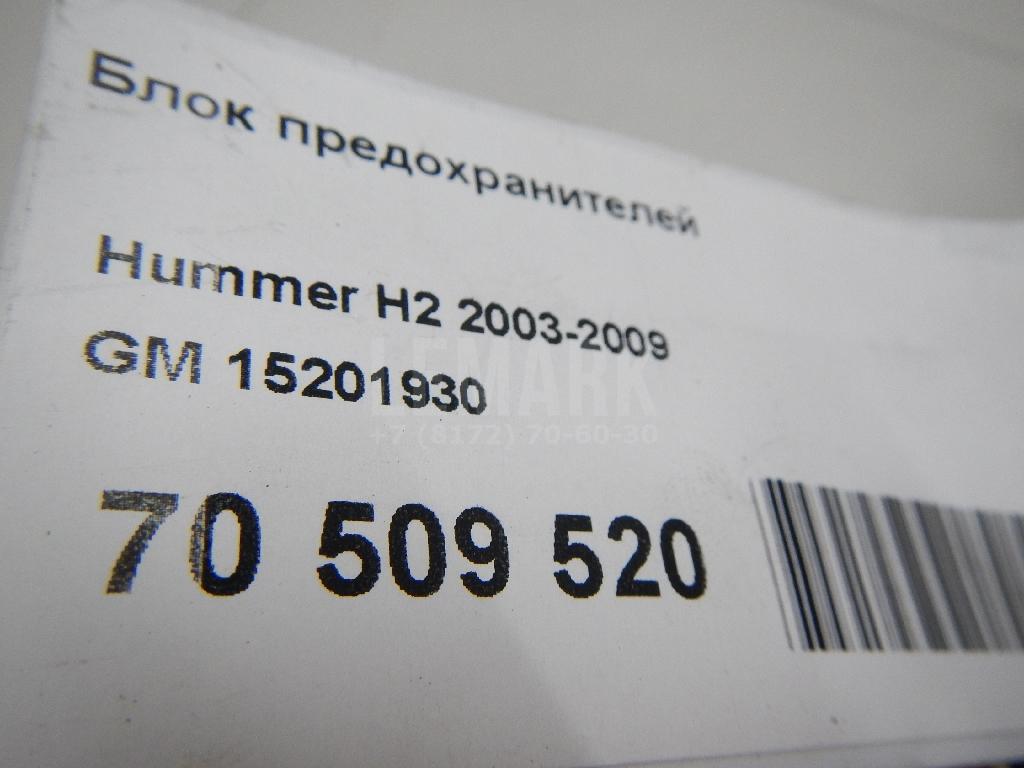 Блок предохранителей
Hummer H2 2003-2009
GM 15201930
LEMARK
+7 (8172) 70-60-30
70 509 520